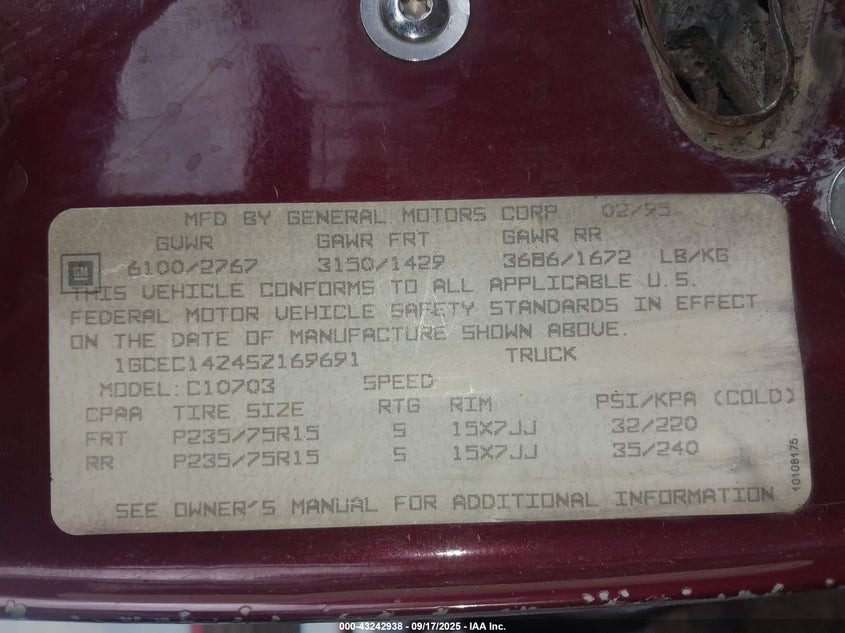 MFD BY GENERAL MOTORS CORP 02/95
GVWR GAWR FRT GAWR RR
GM 6100/2767 3150/1429 3686/1672 LB/KG
THIS VEHICLE CONFORMS TO ALL APPLICABLE U.S.
FEDERAL MOTOR VEHICLE SAFETY STANDARDS IN EFFECT
ON THE DATE OF MANUFACTURE SHOWN ABOVE.
1GCEC14Z4SZ169691 TRUCK
MODEL:C10703 SPEED
CPAA TIRE SIZE RTG RIM PSI/KPA (COLD)
FRT P235/75R15 S 15X7JJ 32/220
RR P235/75R15 S 15X7JJ 35/240
SEE OWNER'S MANUAL FOR ADDITIONAL INFORMATION
10108175
000-43242938 - 09/17/2025 - IAA Inc.